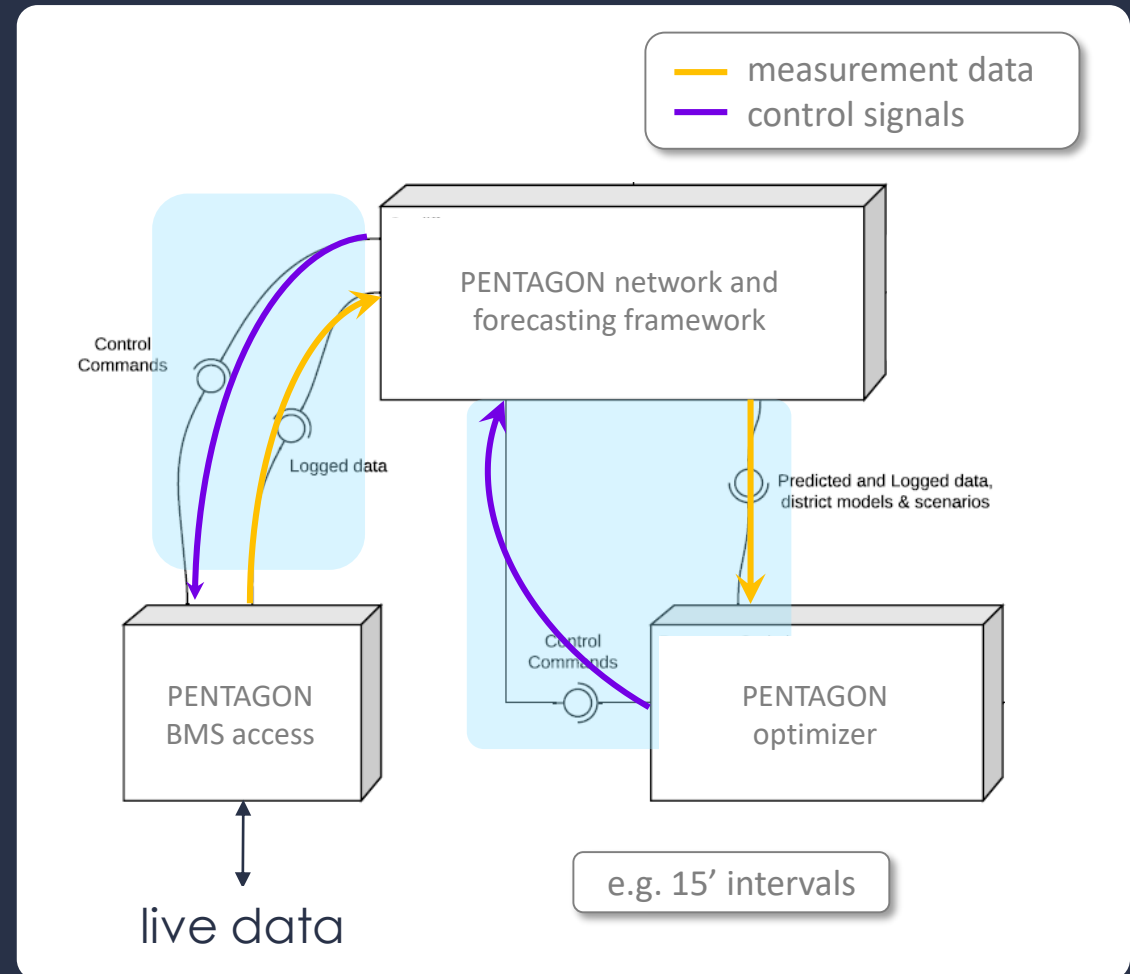 measurement data
control signals
PENTAGON network and
forecasting framework
Control
Commands
Logged data
Predicted and Logged data,
district models & scenarios
Control
Commands
PENTAGON
BMS access
PENTAGON
optimizer
e.g. 15’ intervals
live data